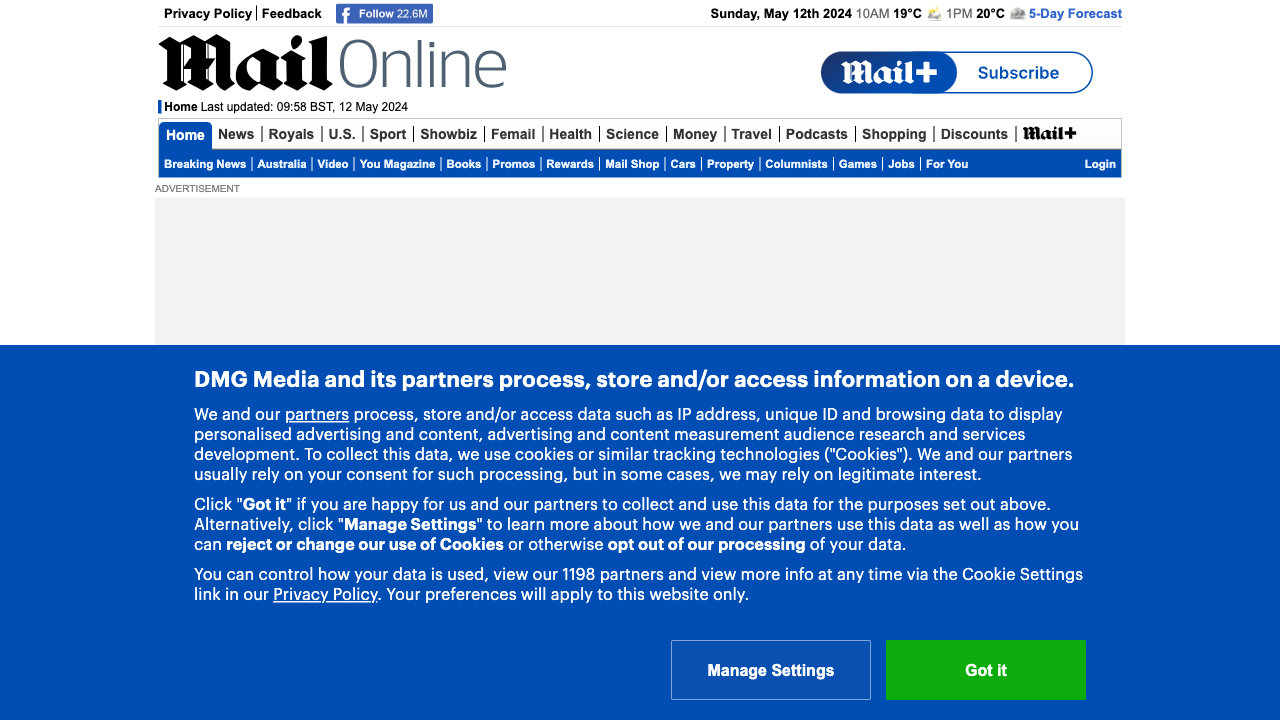 Privacy Policy Feedback Follow 22.6M Sunday, May 12th 2024 10AM 19°C 1PM 20°C 5-Day Forecast
Mail Online
Mail+ Subscribe
Home Last updated: 09:58 BST, 12 May 2024
Home News Royals U.S. Sport Showbiz Femail Health Science Money Travel Podcasts Shopping Discounts Mail+
Breaking News Australia Video You Magazine Books Promos Rewards Mail Shop Cars Property Columnists Games Jobs For You Login
ADVERTISEMENT
DMG Media and its partners process, store and/or access information on a device.
We and our partners process, store and/or access data such as IP address, unique ID and browsing data to display
personalised advertising and content, advertising and content measurement audience research and services
development. To collect this data, we use cookies or similar tracking technologies ("Cookies"). We and our partners
usually rely on your consent for such processing, but in some cases, we may rely on legitimate interest.
Click "Got it" if you are happy for us and our partners to collect and use this data for the purposes set out above.
Alternatively, click "Manage Settings" to learn more about how we and our partners use this data as well as how you
can reject or change our use of Cookies or otherwise opt out of our processing of your data.
You can control how your data is used, view our 1198 partners and view more info at any time via the Cookie Settings
link in our Privacy Policy. Your preferences will apply to this website only.
Manage Settings Got it